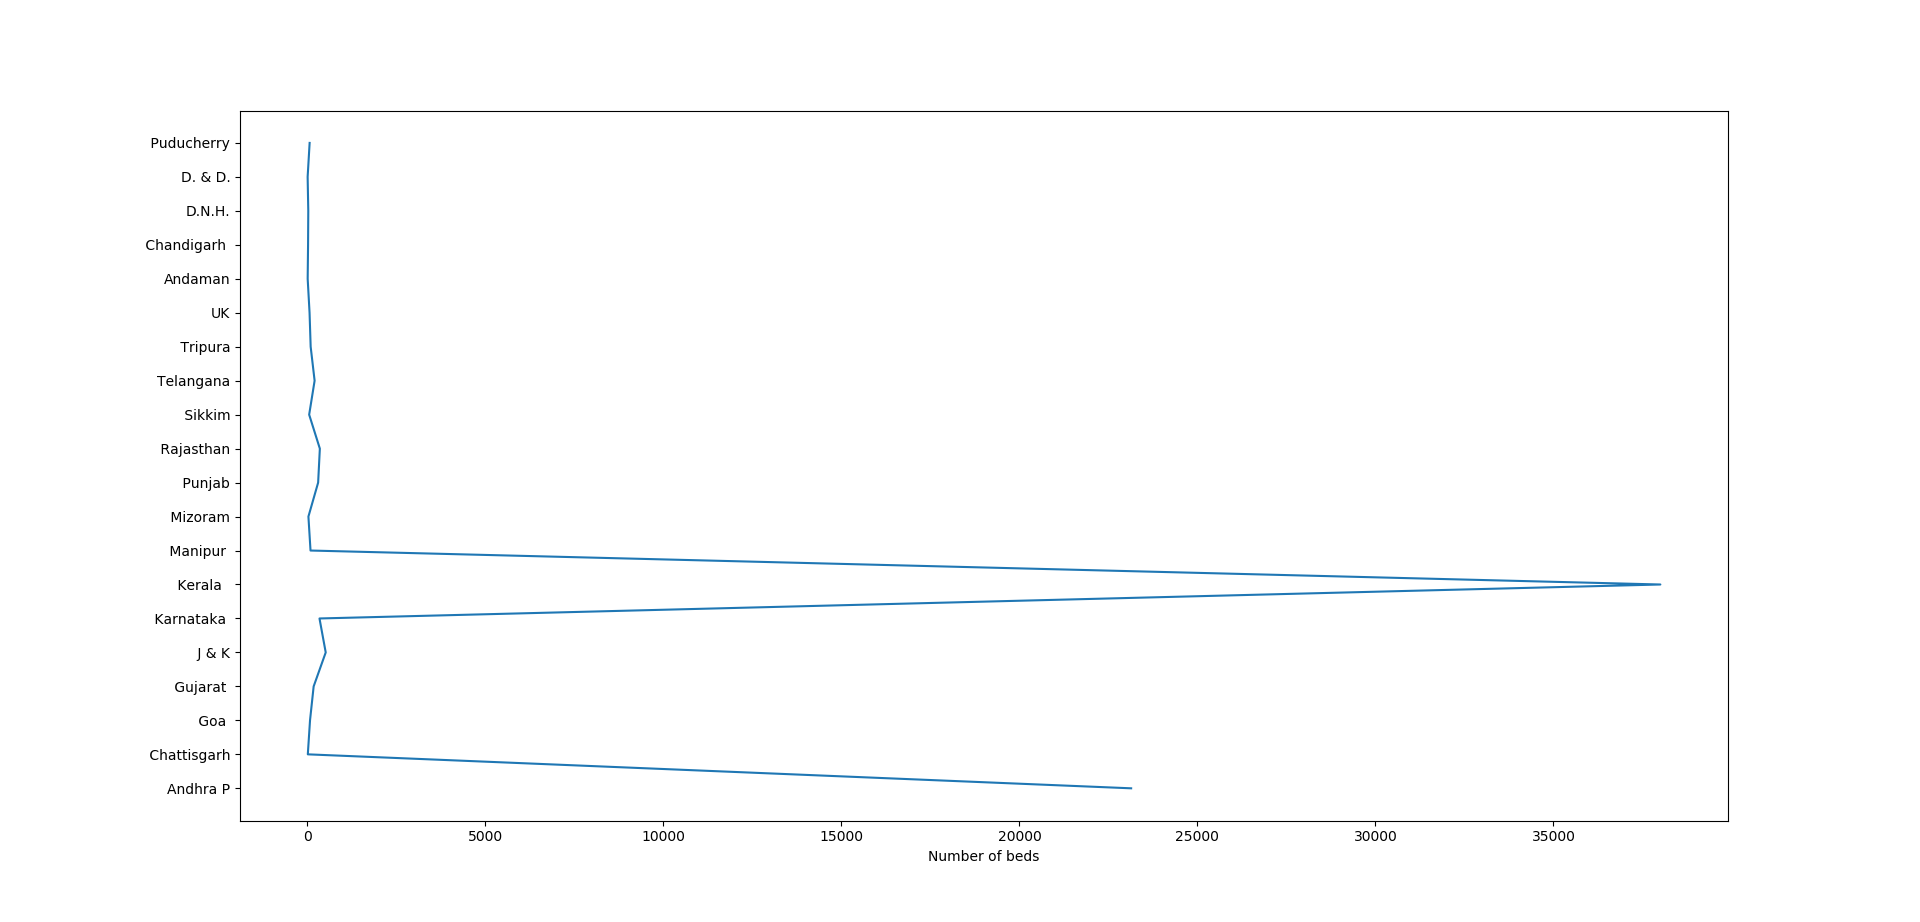 Puducherry
D. & D.
D.N.H.
Chandigarh
Andaman
UK
Tripura
Telangana
Sikkim
Rajasthan
Punjab
Mizoram
Manipur
Kerala
Karnataka
J & K
Gujarat
Goa
Chattisgarh
Andhra P
0 5000 10000 15000 20000 25000 30000 35000
Number of beds